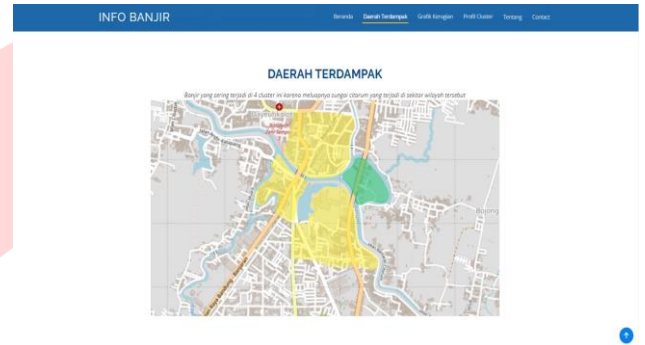 INFO BANJIR
Beranda Daerah Terdampak Grafik Kerugian Profil Cluster Tentang Contact
DAERAH TERDAMPAK
Banjir yang sering terjadi di 4 cluster ini karena meluapnya sungai citarum yang terjadi di sekitar wilayah tersebut
Bojong